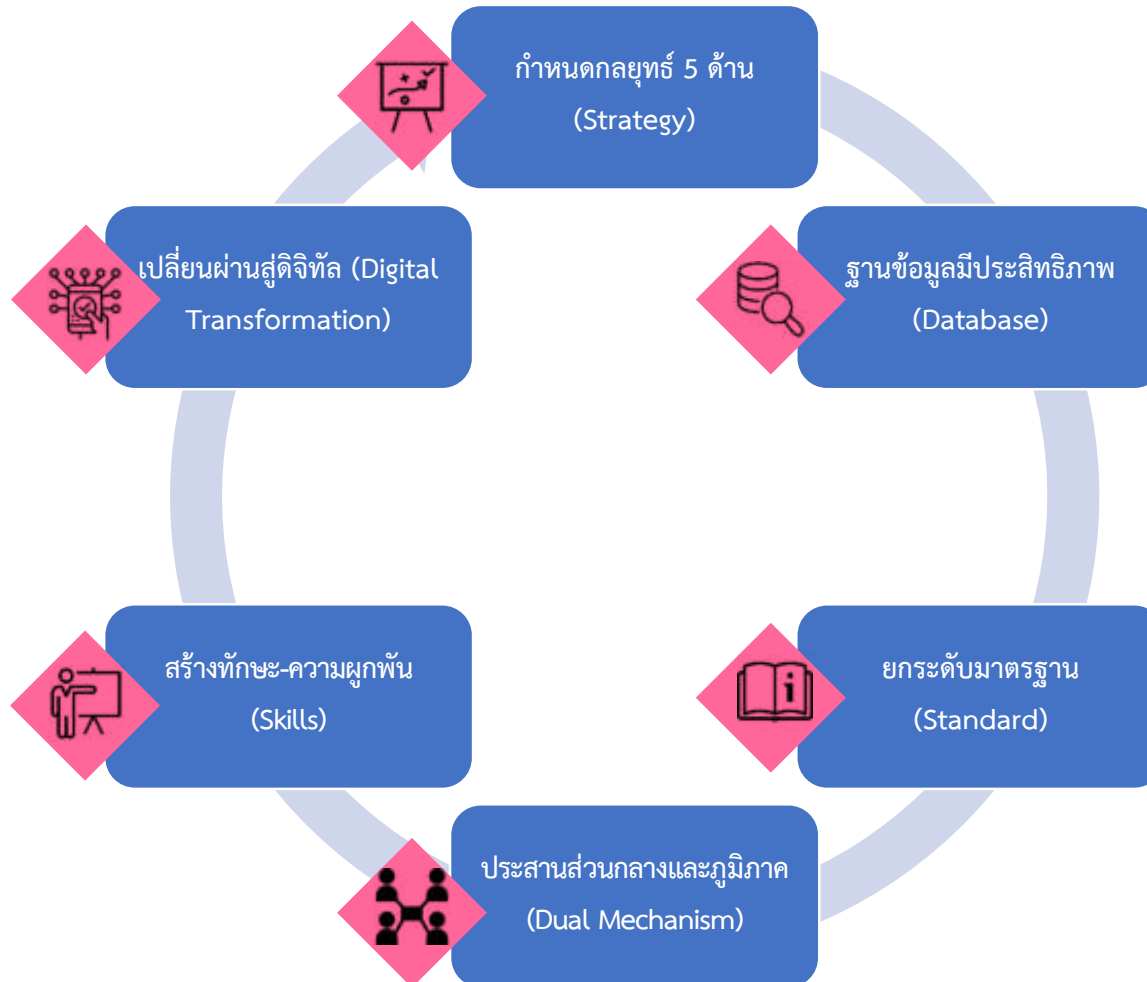 กำหนดกลยุทธ์ 5 ด้าน
(Strategy)
ฐานข้อมูลมีประสิทธิภาพ
(Database)
ยกระดับมาตรฐาน
(Standard)
ประสานส่วนกลางและภูมิภาค
(Dual Mechanism)
สร้างทักษะ-ความผูกพัน
(Skills)
เปลี่ยนผ่านสู่ดิจิทัล (Digital
Transformation)